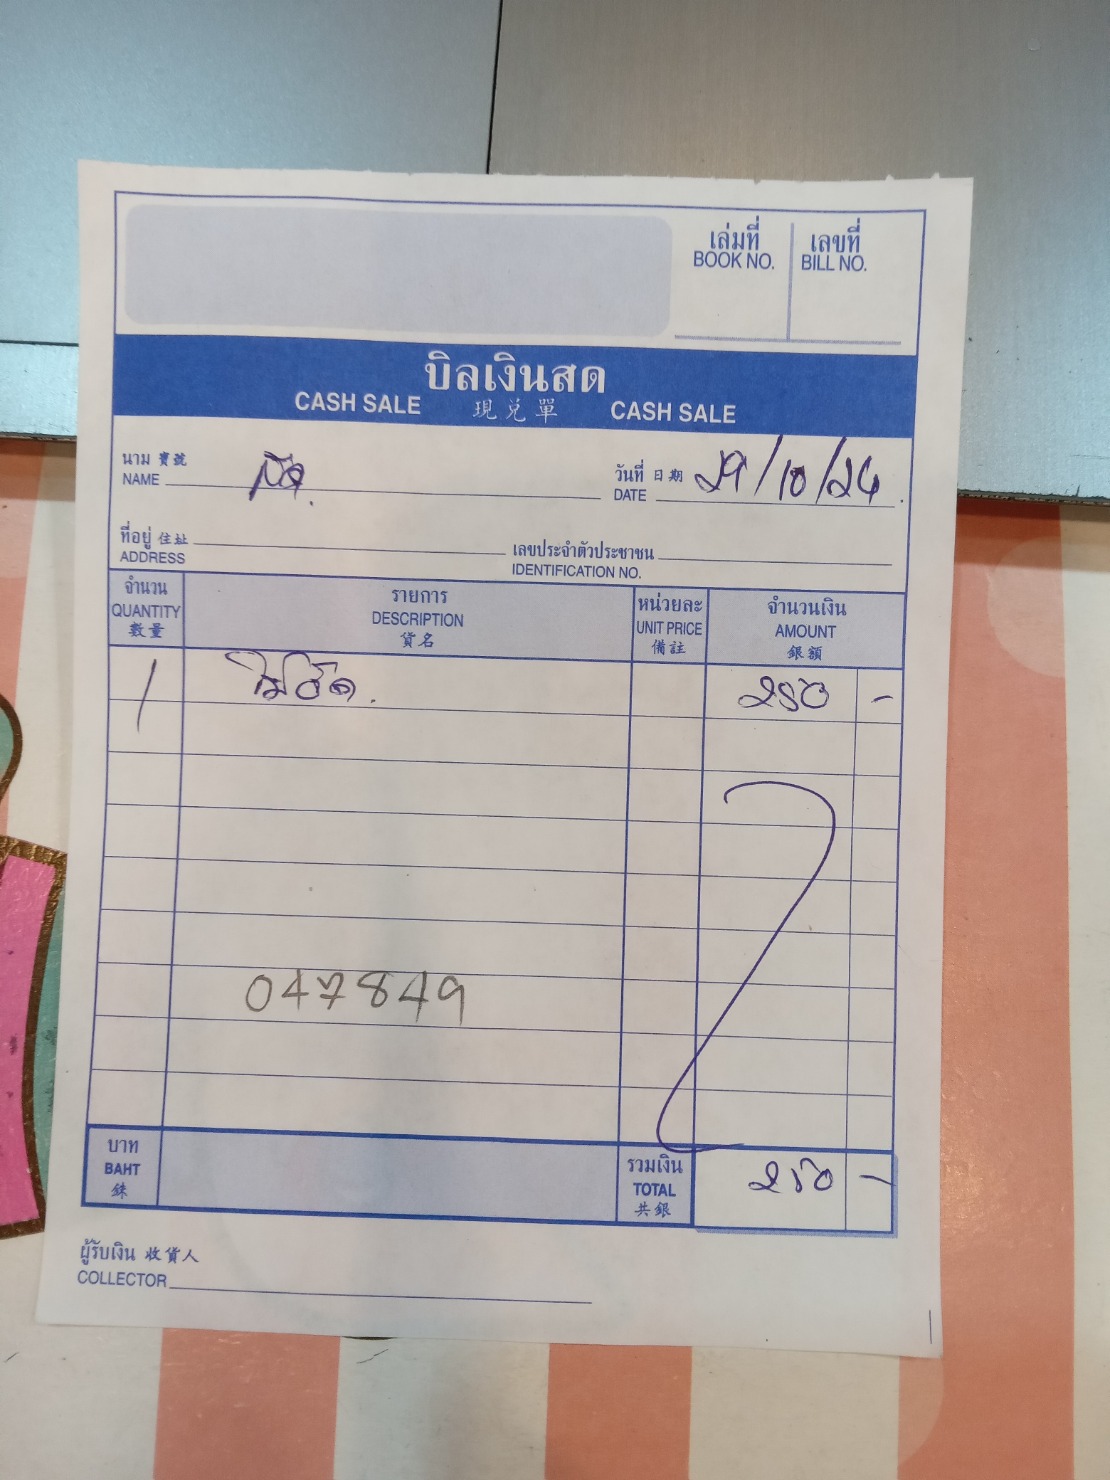 เล่มที่ เลขที่
BOOK NO. BILL NO.
บิลเงินสด
CASH SALE 現兑單 CASH SALE
นาม 寶號
NAME
วันที่ 日期 29/10/24
DATE
ที่อยู่ 住址
ADDRESS
เลขประจำตัวประชาชน
IDENTIFICATION NO.
จำนวน รายการ หน่วยละ จำนวนเงิน
QUANTITY DESCRIPTION UNIT PRICE AMOUNT
數量 貨名 備註 銀額
1 250 -
047849
บาท รวมเงิน
BAHT TOTAL 250 -
銖 共銀
ผู้รับเงิน 收貨人
COLLECTOR